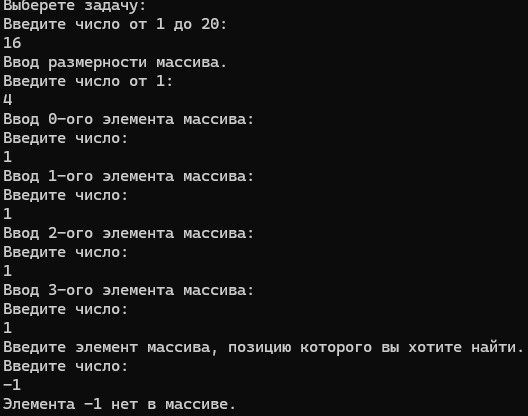 Выберете задачу:
Введите число от 1 до 20:
16
Ввод размерности массива.
Введите число от 1:
4
Ввод 0-ого элемента массива:
Введите число:
1
Ввод 1-ого элемента массива:
Введите число:
1
Ввод 2-ого элемента массива:
Введите число:
1
Ввод 3-ого элемента массива:
Введите число:
1
Введите элемент массива, позицию которого вы хотите найти.
Введите число:
-1
Элемента -1 нет в массиве.